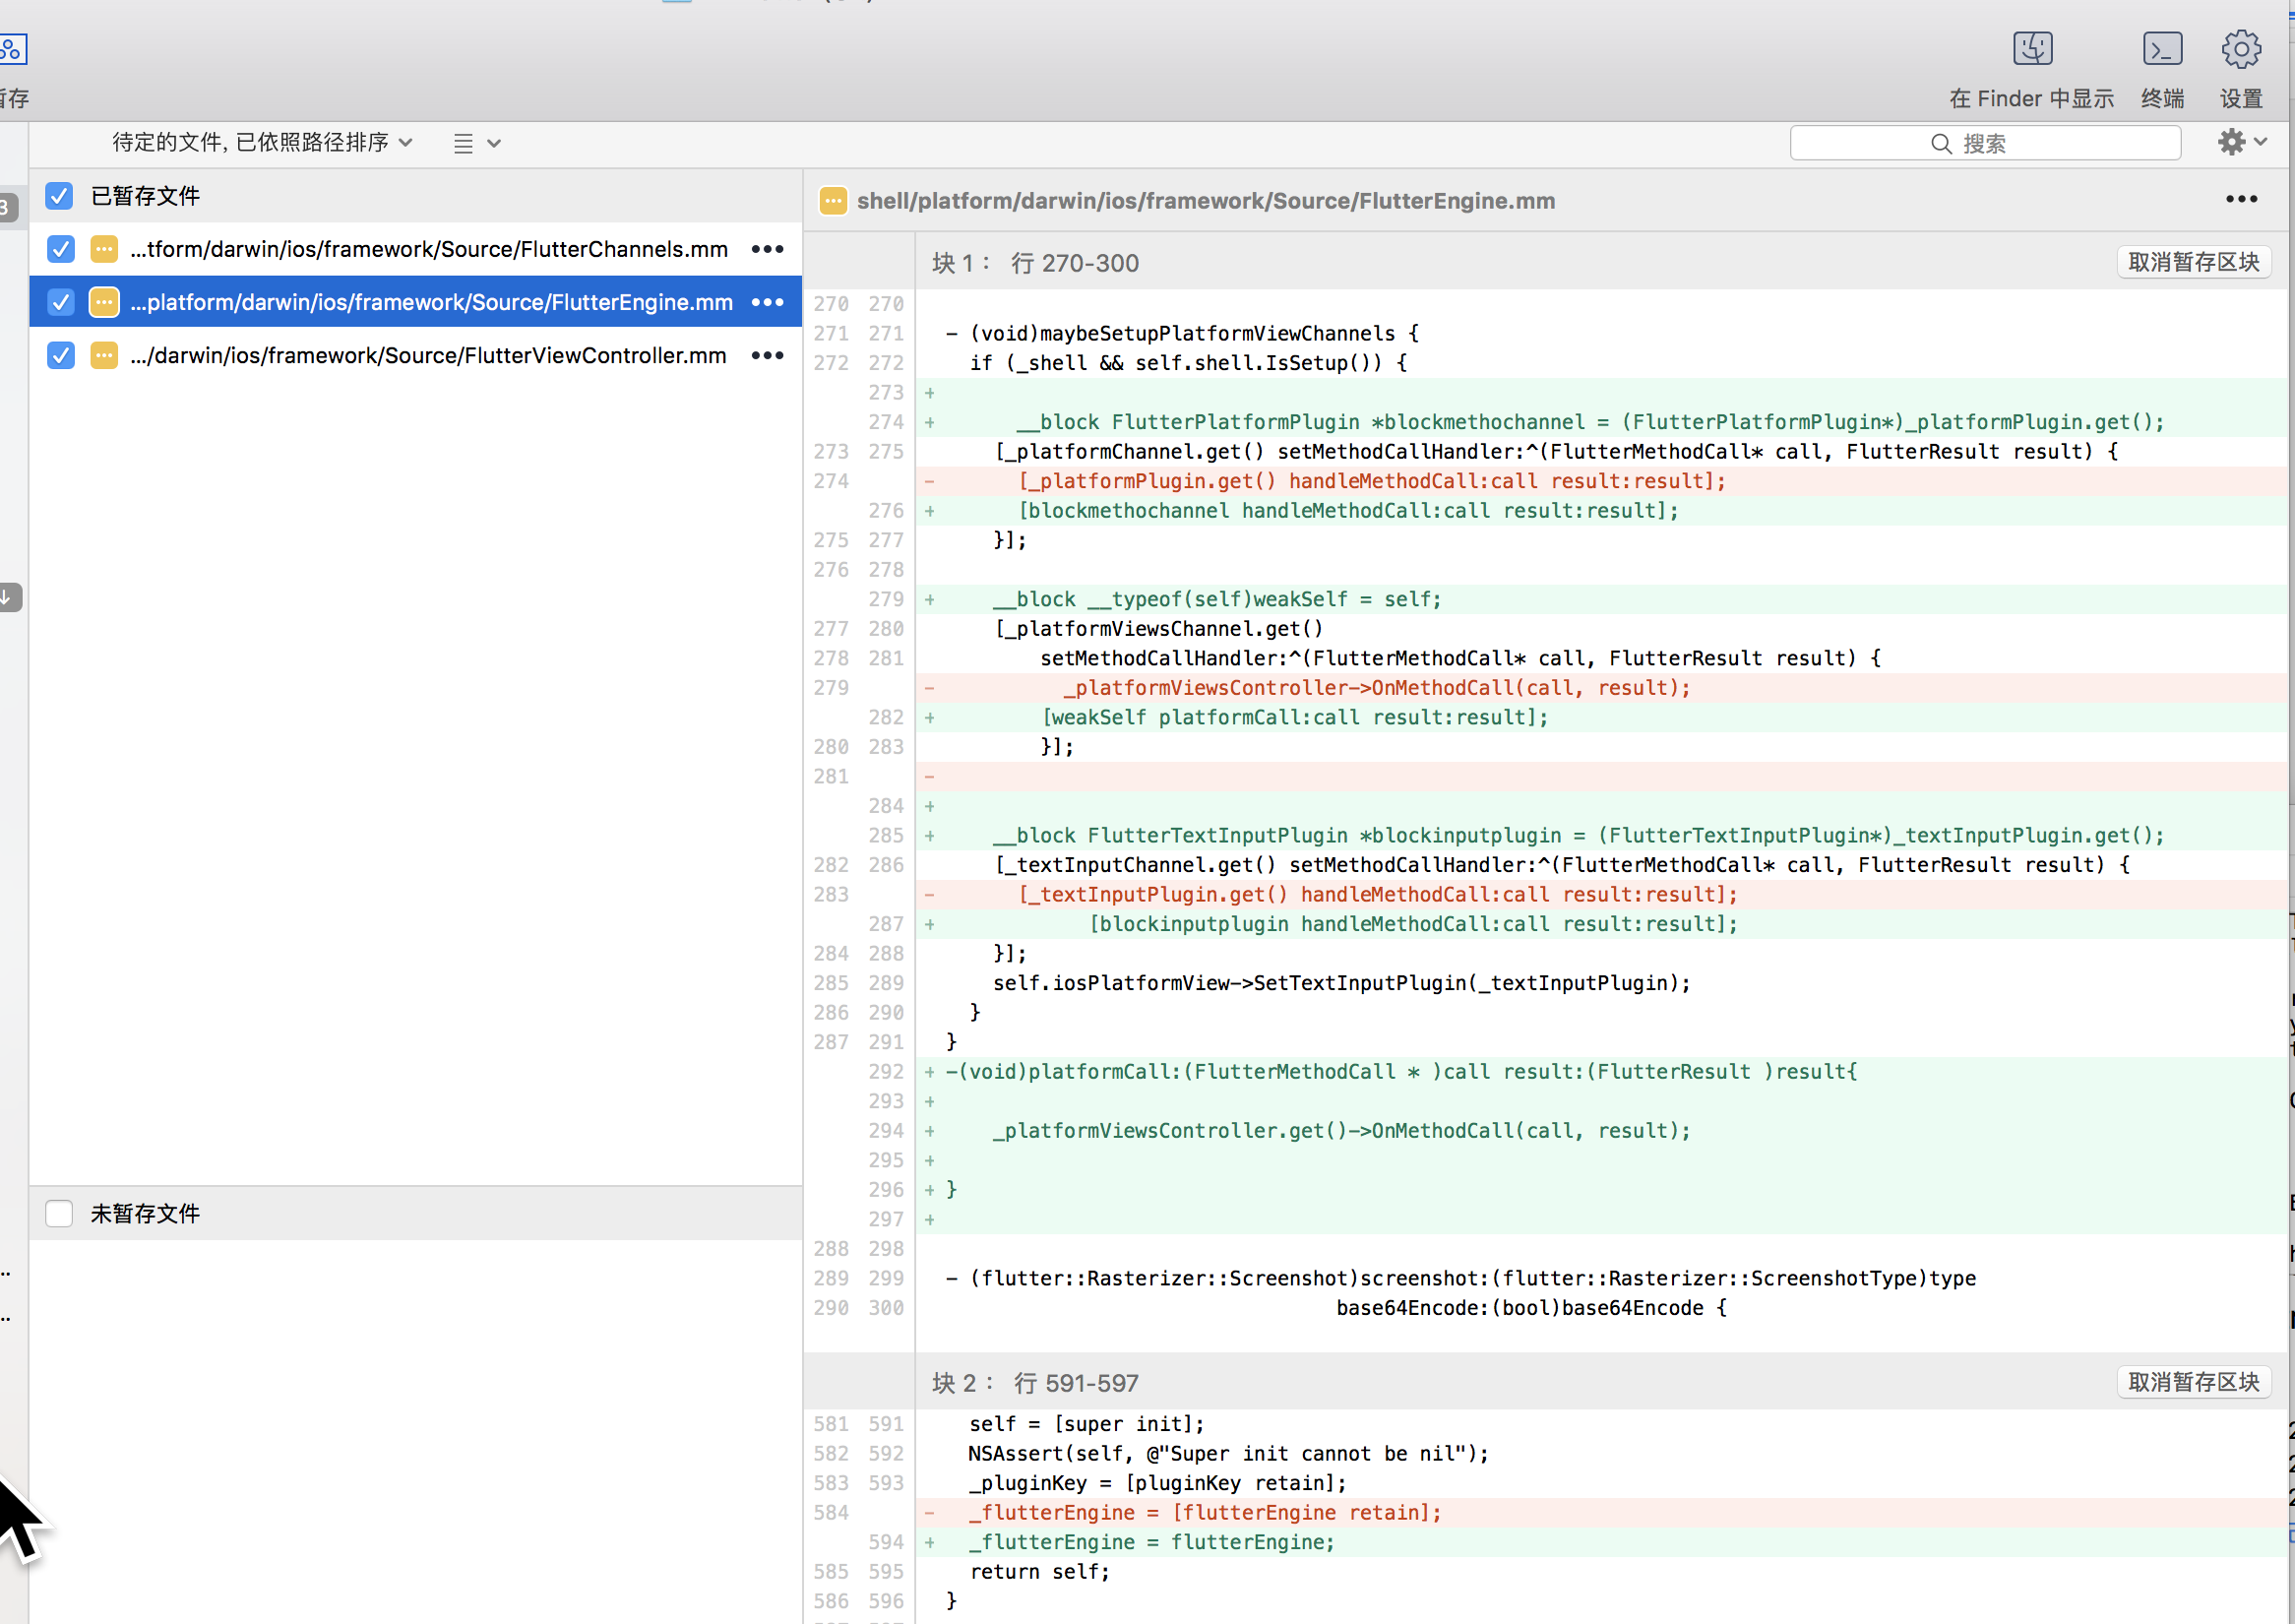 暂存
在 Finder 中显示
终端
设置
待定的文件, 已依照路径排序
搜索
已暂存文件
...tform/darwin/ios/framework/Source/FlutterChannels.mm
...platform/darwin/ios/framework/Source/FlutterEngine.mm
.../darwin/ios/framework/Source/FlutterViewController.mm
未暂存文件
shell/platform/darwin/ios/framework/Source/FlutterEngine.mm
块 1： 行 270-300
取消暂存区块
270 270
271 271 - (void)maybeSetupPlatformViewChannels {
272 272 if (_shell && self.shell.IsSetup()) {
273 +
274 + __block FlutterPlatformPlugin *blockmethochannel = (FlutterPlatformPlugin*)_platformPlugin.get();
273 275 [_platformChannel.get() setMethodCallHandler:^(FlutterMethodCall* call, FlutterResult result) {
274 - [_platformPlugin.get() handleMethodCall:call result:result];
276 + [blockmethochannel handleMethodCall:call result:result];
275 277 }];
276 278
279 + __block __typeof(self)weakSelf = self;
277 280 [_platformViewsChannel.get()
278 281 setMethodCallHandler:^(FlutterMethodCall* call, FlutterResult result) {
279 - _platformViewsController->OnMethodCall(call, result);
282 + [weakSelf platformCall:call result:result];
280 283 }];
281 -
284 +
285 + __block FlutterTextInputPlugin *blockinputplugin = (FlutterTextInputPlugin*)_textInputPlugin.get();
282 286 [_textInputChannel.get() setMethodCallHandler:^(FlutterMethodCall* call, FlutterResult result) {
283 - [_textInputPlugin.get() handleMethodCall:call result:result];
287 + [blockinputplugin handleMethodCall:call result:result];
284 288 }];
285 289 self.iosPlatformView->SetTextInputPlugin(_textInputPlugin);
286 290 }
287 291 }
292 + -(void)platformCall:(FlutterMethodCall * )call result:(FlutterResult )result{
293 +
294 + _platformViewsController.get()->OnMethodCall(call, result);
295 +
296 + }
297 +
288 298
289 299 - (flutter::Rasterizer::Screenshot)screenshot:(flutter::Rasterizer::ScreenshotType)type
290 300 base64Encode:(bool)base64Encode {
块 2： 行 591-597
取消暂存区块
581 591 self = [super init];
582 592 NSAssert(self, @"Super init cannot be nil");
583 593 _pluginKey = [pluginKey retain];
584 - _flutterEngine = [flutterEngine retain];
594 + _flutterEngine = flutterEngine;
585 595 return self;
586 596 }